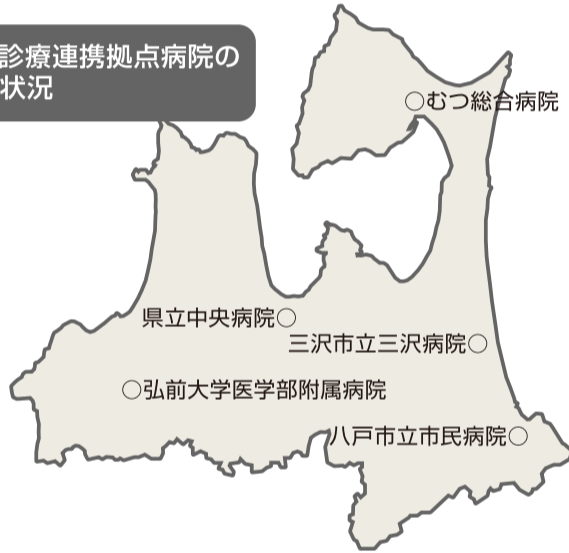 診療連携拠点病院の
状況
○むつ総合病院
県立中央病院○
三沢市立三沢病院○
○弘前大学医学部附属病院
八戸市立市民病院○